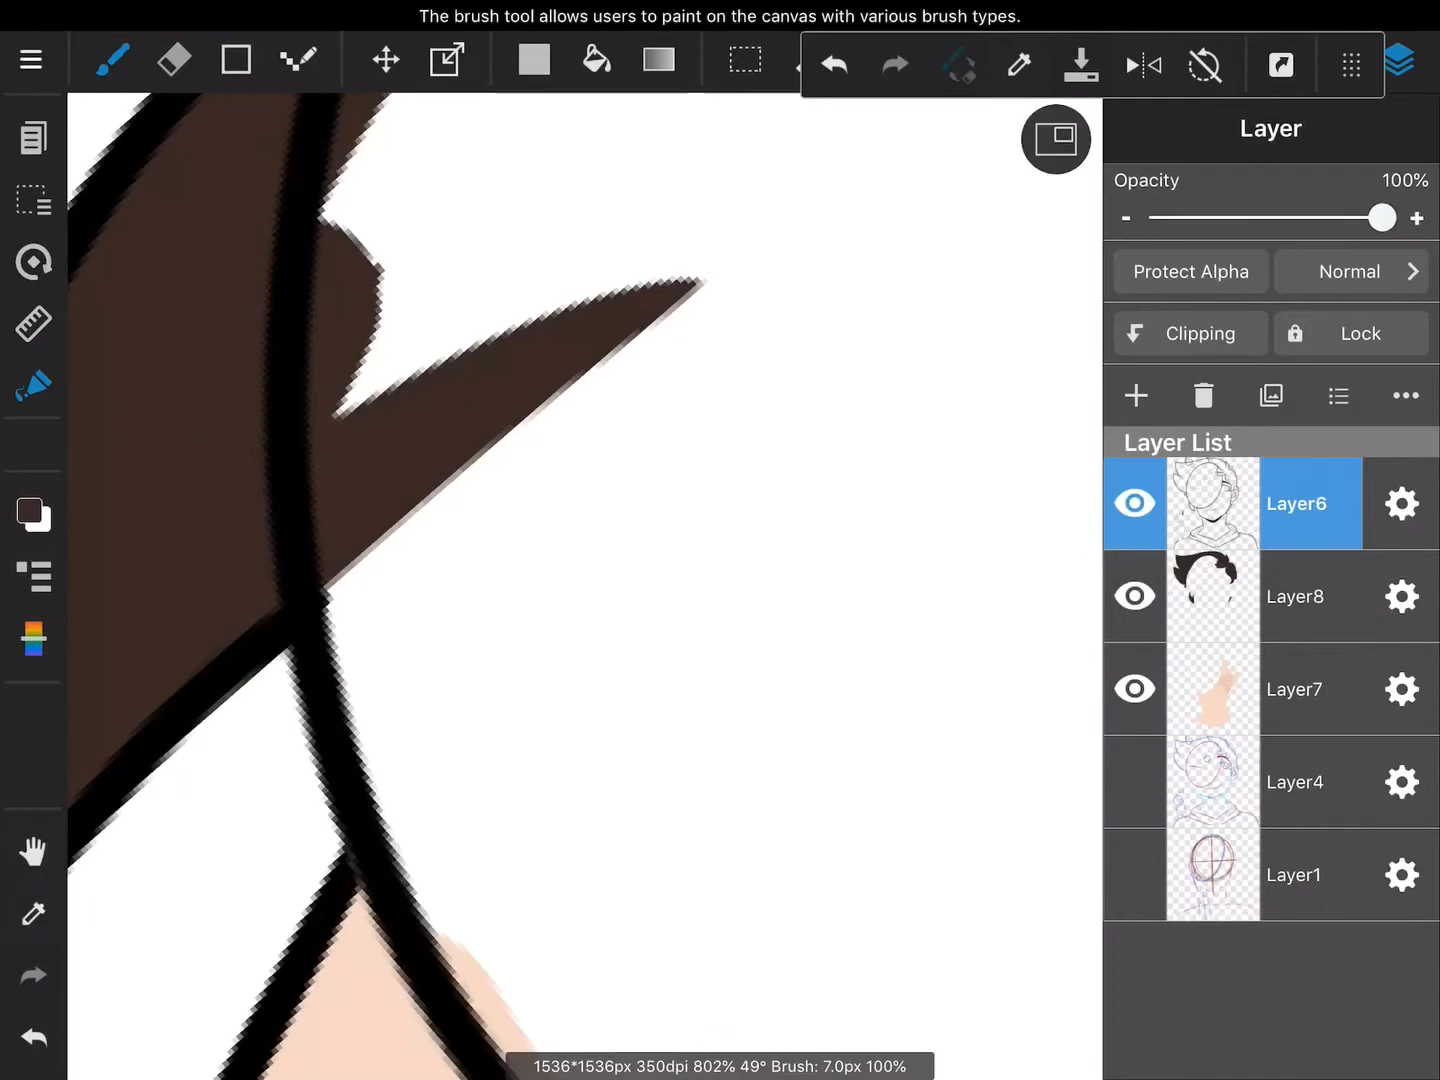 The brush tool allows users to paint on the canvas with various brush types.
Layer
Opacity 100%
- +
Protect Alpha Normal
Clipping Lock
Layer List
Layer6
Layer8
Layer7
Layer4
Layer1
1536*1536px 350dpi 802% 49° Brush: 7.0px 100%